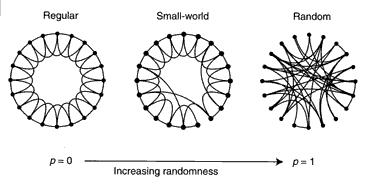 Regular Small-world Random
p = 0 p = 1
Increasing randomness